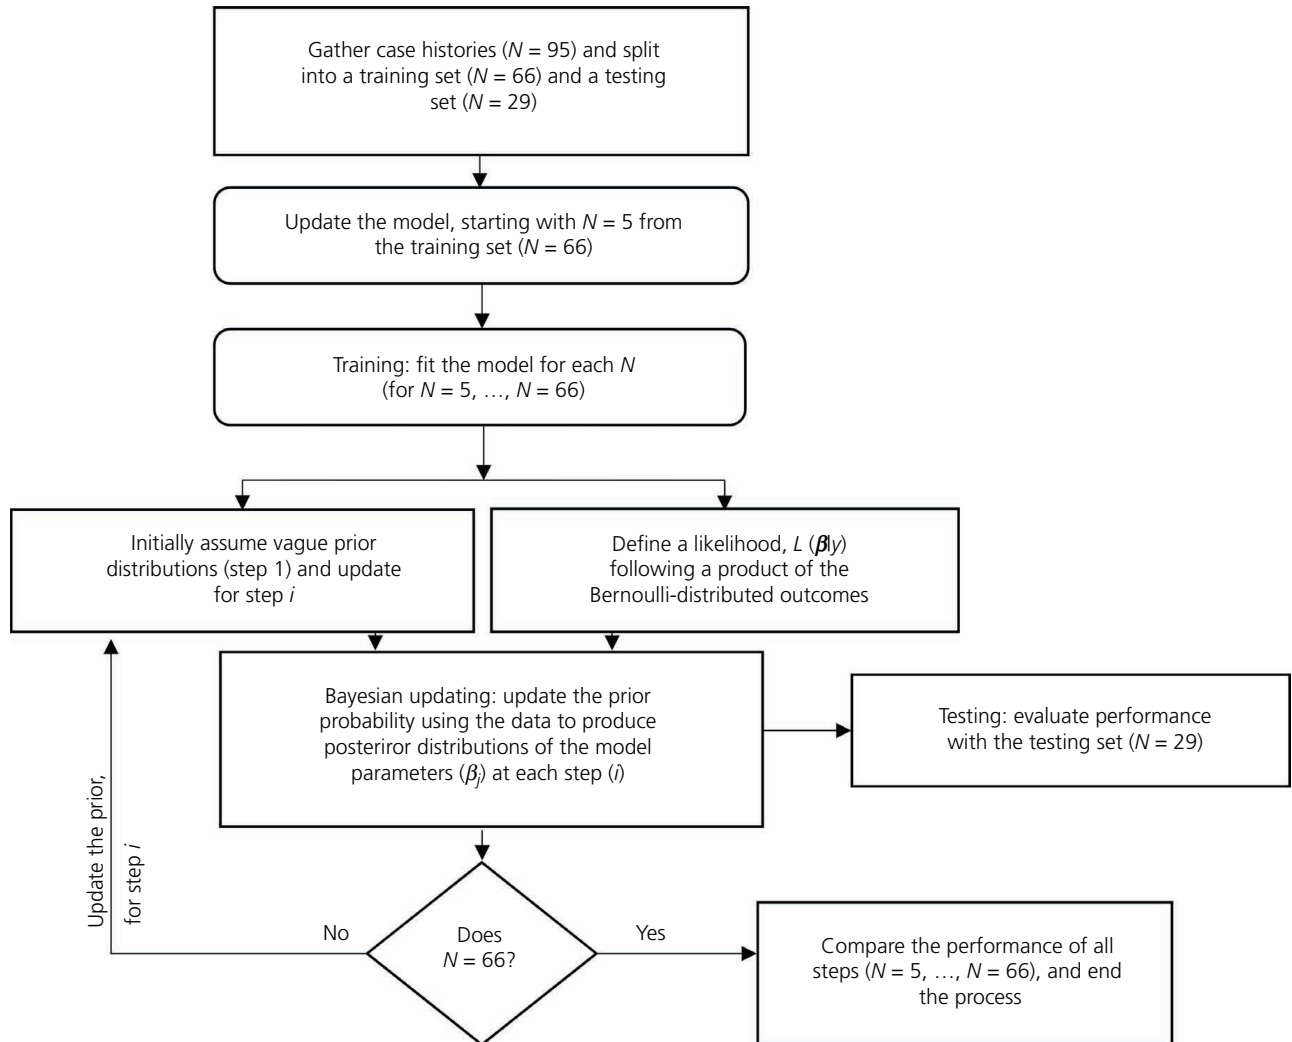 Gather case histories (N = 95) and split
into a training set (N = 66) and a testing
set (N = 29)
Update the model, starting with N = 5 from
the training set (N = 66)
Training: fit the model for each N
(for N = 5, …, N = 66)
Initially assume vague prior
distributions (step 1) and update
for step i
Define a likelihood, L (β|y)
following a product of the
Bernoulli-distributed outcomes
Bayesian updating: update the prior
probability using the data to produce
posteriror distributions of the model
parameters (βj) at each step (i)
Testing: evaluate performance
with the testing set (N = 29)
Update the prior,
for step i
No
Does
N = 66?
Yes
Compare the performance of all
steps (N = 5, …, N = 66), and end
the process